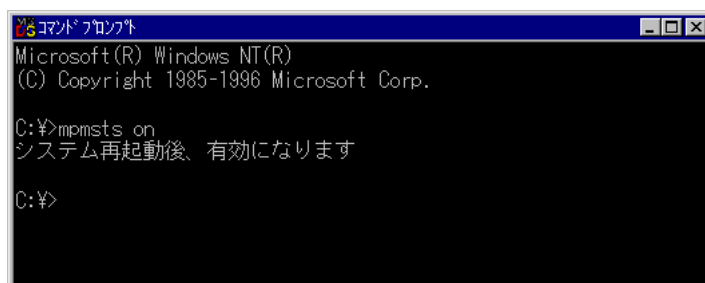 ｺﾏﾝﾄﾞ ﾌﾟﾛﾝﾌﾟﾄ
Microsoft(R) Windows NT(R)
(C) Copyright 1985-1996 Microsoft Corp.
C:¥>mpmsts on
システム再起動後、有効になります
C:¥>